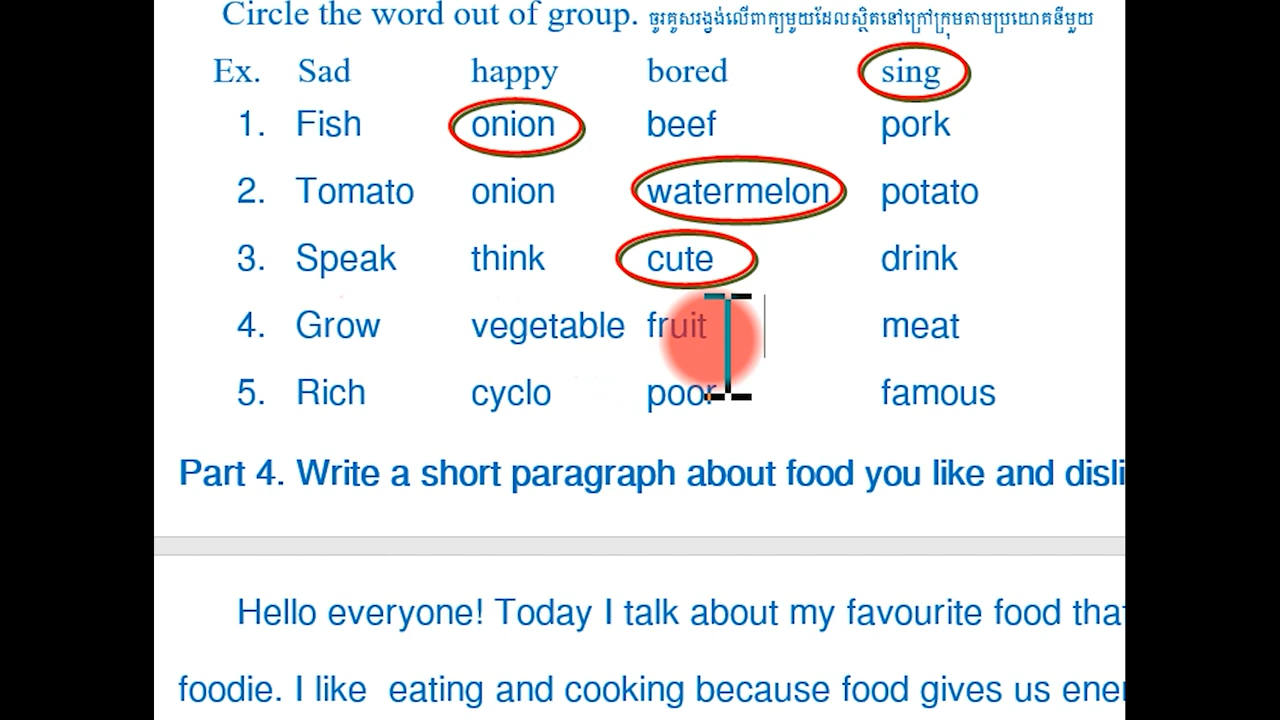 Circle the word out of group. ចូរគូសរង្វង់លើពាក្យមួយដែលស្ថិតនៅក្រៅក្រុមតាមប្រយោគនីមួយ
Ex. Sad happy bored sing
1. Fish onion beef pork
2. Tomato onion watermelon potato
3. Speak think cute drink
4. Grow vegetable fruit meat
5. Rich cyclo poor famous
Part 4. Write a short paragraph about food you like and disli
Hello everyone! Today I talk about my favourite food tha
foodie. I like eating and cooking because food gives us ene